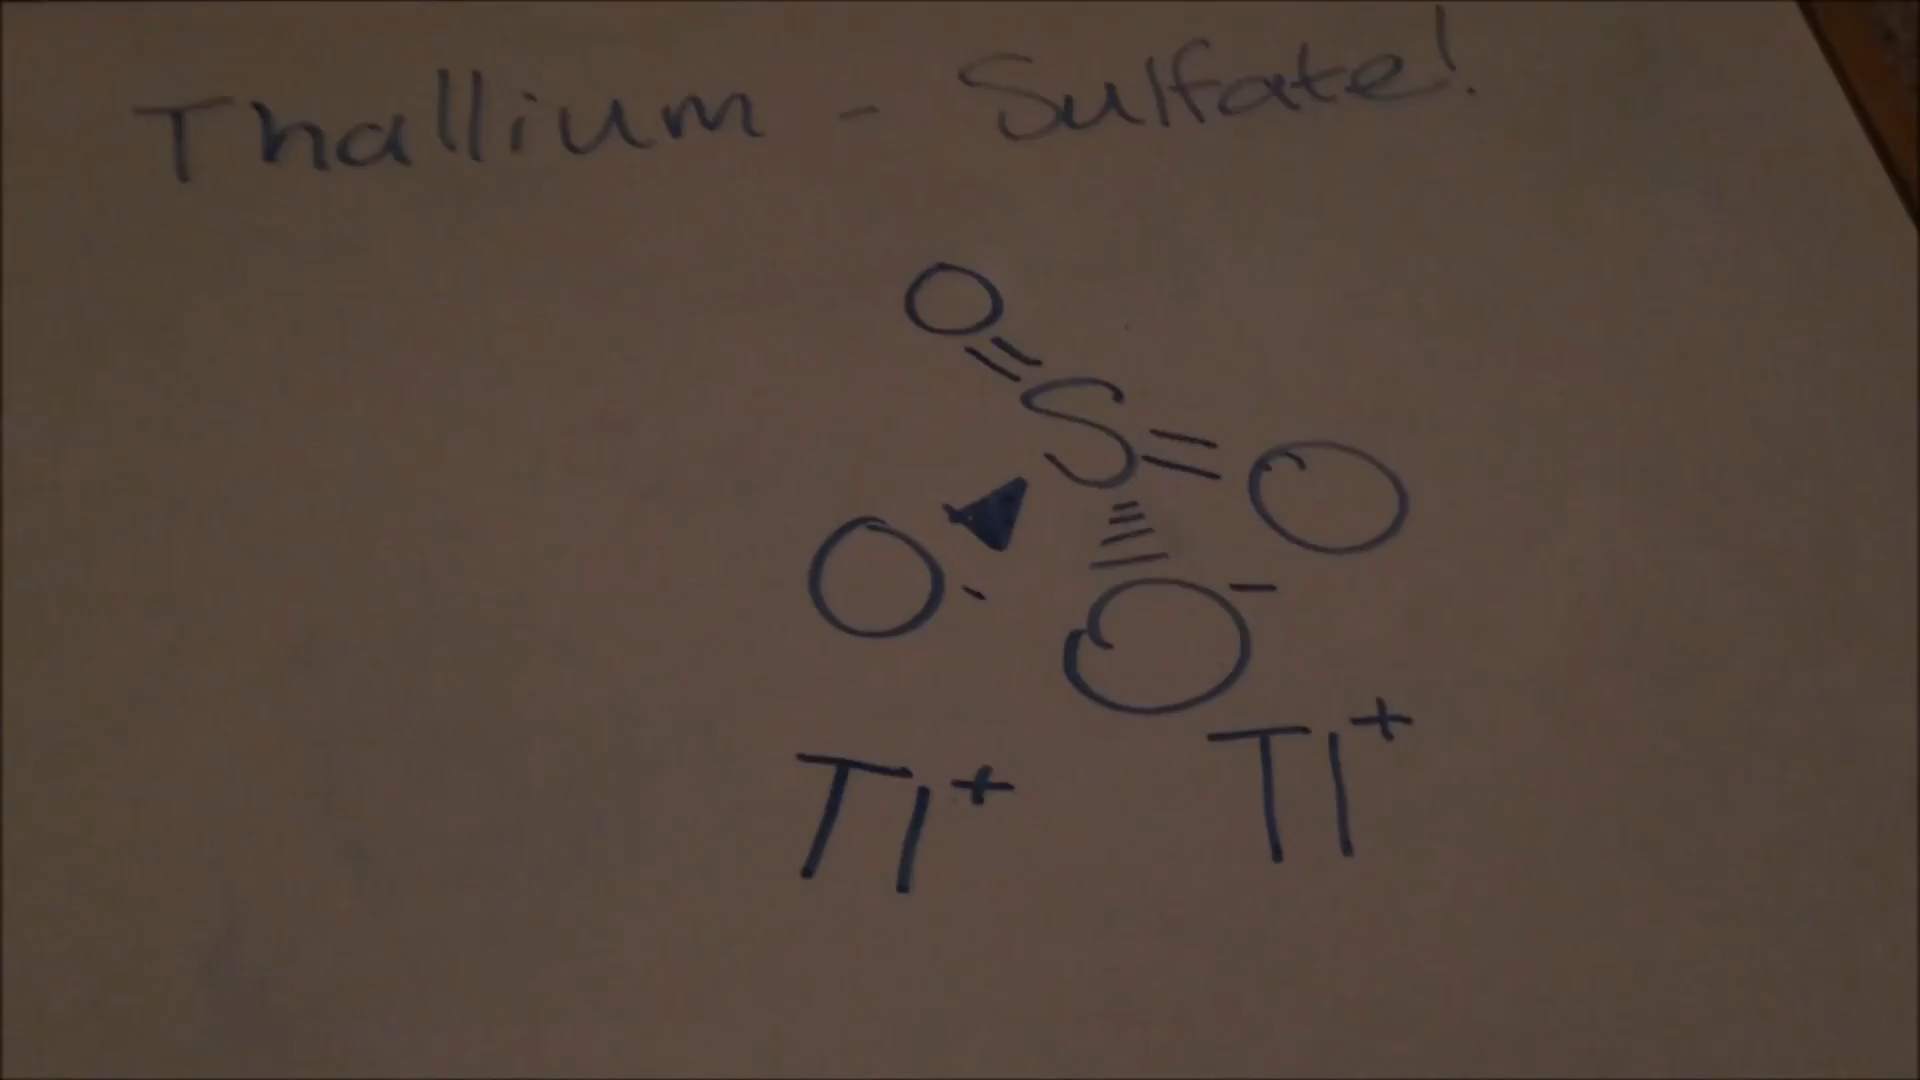 Thallium - Sulfate!
O
S
O
O -
O -
Tl +
Tl +